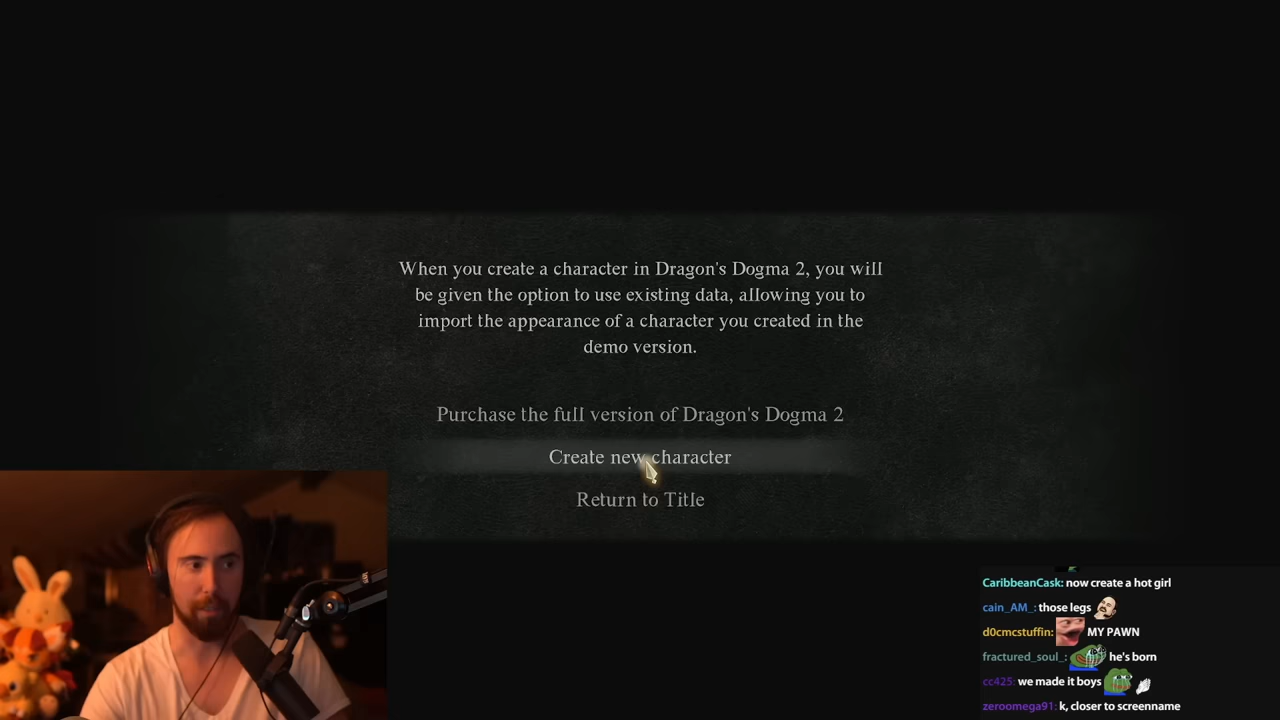 When you create a character in Dragon's Dogma 2, you will
be given the option to use existing data, allowing you to
import the appearance of a character you created in the
demo version.
Purchase the full version of Dragon's Dogma 2
Create new character
Return to Title
CaribbeanCask: now create a hot girl
cain_AM_: those legs
d0cmcstuffin: MY PAWN
fractured_soul_: he's born
cc425: we made it boys
zeroomega91: k, closer to screenname